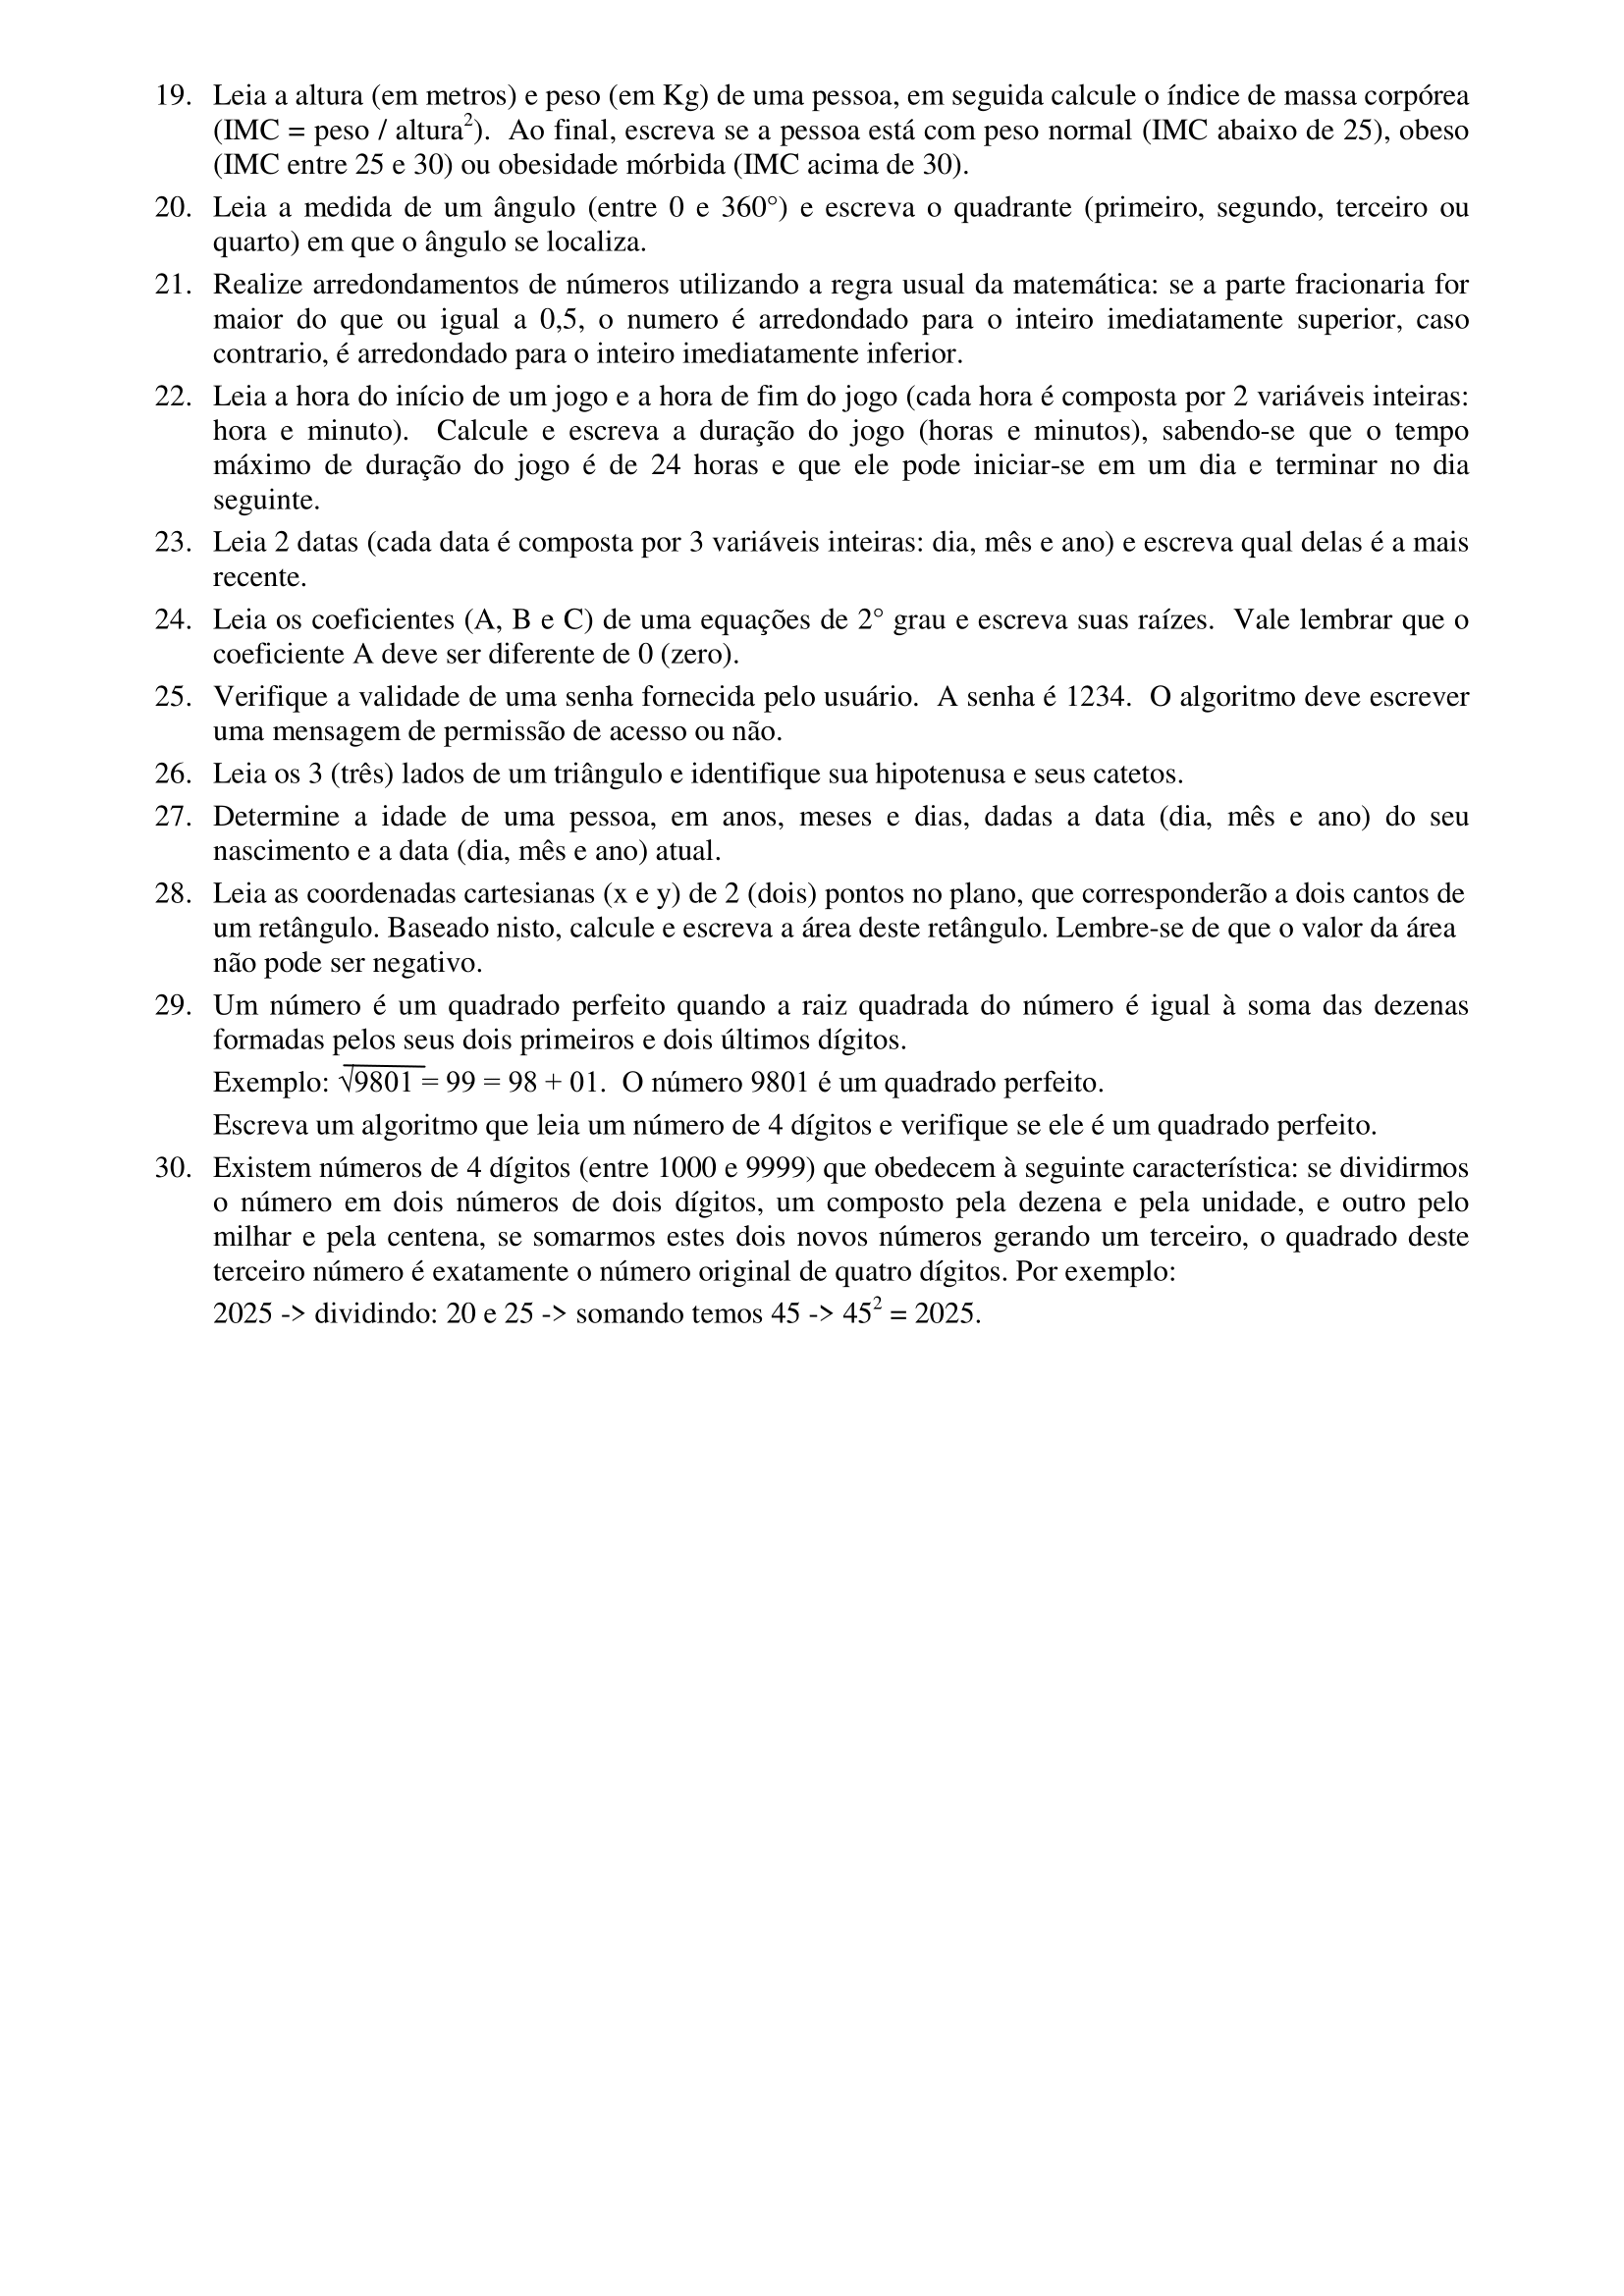 19. Leia a altura (em metros) e peso (em Kg) de uma pessoa, em seguida calcule o índice de massa corpórea
(IMC = peso / altura²).  Ao final, escreva se a pessoa está com peso normal (IMC abaixo de 25), obeso
(IMC entre 25 e 30) ou obesidade mórbida (IMC acima de 30).
20. Leia a medida de um ângulo (entre 0 e 360°) e escreva o quadrante (primeiro, segundo, terceiro ou
quarto) em que o ângulo se localiza.
21. Realize arredondamentos de números utilizando a regra usual da matemática: se a parte fracionaria for
maior do que ou igual a 0,5, o numero é arredondado para o inteiro imediatamente superior, caso
contrario, é arredondado para o inteiro imediatamente inferior.
22. Leia a hora do início de um jogo e a hora de fim do jogo (cada hora é composta por 2 variáveis inteiras:
hora e minuto).  Calcule e escreva a duração do jogo (horas e minutos), sabendo-se que o tempo
máximo de duração do jogo é de 24 horas e que ele pode iniciar-se em um dia e terminar no dia
seguinte.
23. Leia 2 datas (cada data é composta por 3 variáveis inteiras: dia, mês e ano) e escreva qual delas é a mais
recente.
24. Leia os coeficientes (A, B e C) de uma equações de 2° grau e escreva suas raízes.  Vale lembrar que o
coeficiente A deve ser diferente de 0 (zero).
25. Verifique a validade de uma senha fornecida pelo usuário.  A senha é 1234.  O algoritmo deve escrever
uma mensagem de permissão de acesso ou não.
26. Leia os 3 (três) lados de um triângulo e identifique sua hipotenusa e seus catetos.
27. Determine a idade de uma pessoa, em anos, meses e dias, dadas a data (dia, mês e ano) do seu
nascimento e a data (dia, mês e ano) atual.
28. Leia as coordenadas cartesianas (x e y) de 2 (dois) pontos no plano, que corresponderão a dois cantos de
um retângulo. Baseado nisto, calcule e escreva a área deste retângulo. Lembre-se de que o valor da área
não pode ser negativo.
29. Um número é um quadrado perfeito quando a raiz quadrada do número é igual à soma das dezenas
formadas pelos seus dois primeiros e dois últimos dígitos.
Exemplo: √9801 = 99 = 98 + 01.  O número 9801 é um quadrado perfeito.
Escreva um algoritmo que leia um número de 4 dígitos e verifique se ele é um quadrado perfeito.
30. Existem números de 4 dígitos (entre 1000 e 9999) que obedecem à seguinte característica: se dividirmos
o número em dois números de dois dígitos, um composto pela dezena e pela unidade, e outro pelo
milhar e pela centena, se somarmos estes dois novos números gerando um terceiro, o quadrado deste
terceiro número é exatamente o número original de quatro dígitos. Por exemplo:
2025 -> dividindo: 20 e 25 -> somando temos 45 -> 45² = 2025.